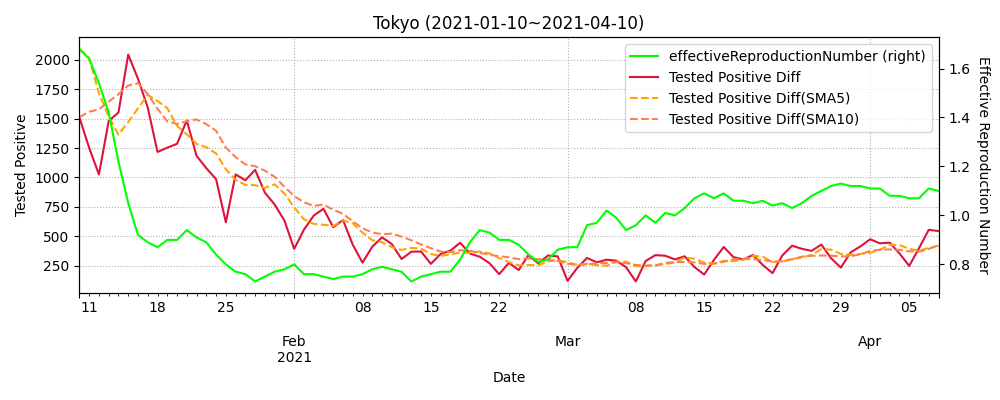 Tokyo (2021-01-10~2021-04-10)
effectiveReproductionNumber (right)
Tested Positive Diff
Tested Positive Diff(SMA5)
Tested Positive Diff(SMA10)
Tested Positive
2000
1750
1500
1250
1000
750
500
250
1.6
1.4
1.2
1.0
0.8
Effective Reproduction Number
11 18 25 08 15 22 08 15 22 29 05
Feb Mar Apr
2021
Date